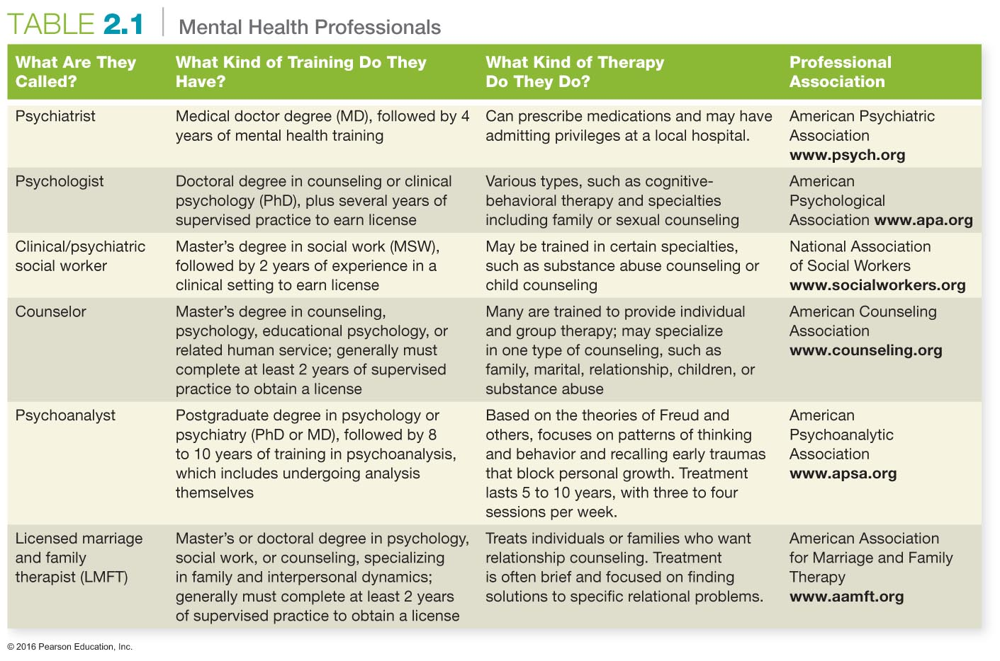 TABLE 2.1 | Mental Health Professionals
What Are They
Called?
What Kind of Training Do They
Have?
What Kind of Therapy
Do They Do?
Professional
Association
Psychiatrist
Medical doctor degree (MD), followed by 4
years of mental health training
Can prescribe medications and may have
admitting privileges at a local hospital.
American Psychiatric
Association
www.psych.org
Psychologist
Doctoral degree in counseling or clinical
psychology (PhD), plus several years of
supervised practice to earn license
Various types, such as cognitive-
behavioral therapy and specialties
including family or sexual counseling
American
Psychological
Association www.apa.org
Clinical/psychiatric
social worker
Master’s degree in social work (MSW),
followed by 2 years of experience in a
clinical setting to earn license
May be trained in certain specialties,
such as substance abuse counseling or
child counseling
National Association
of Social Workers
www.socialworkers.org
Counselor
Master’s degree in counseling,
psychology, educational psychology, or
related human service; generally must
complete at least 2 years of supervised
practice to obtain a license
Many are trained to provide individual
and group therapy; may specialize
in one type of counseling, such as
family, marital, relationship, children, or
substance abuse
American Counseling
Association
www.counseling.org
Psychoanalyst
Postgraduate degree in psychology or
psychiatry (PhD or MD), followed by 8
to 10 years of training in psychoanalysis,
which includes undergoing analysis
themselves
Based on the theories of Freud and
others, focuses on patterns of thinking
and behavior and recalling early traumas
that block personal growth. Treatment
lasts 5 to 10 years, with three to four
sessions per week.
American
Psychoanalytic
Association
www.apsa.org
Licensed marriage
and family
therapist (LMFT)
Master’s or doctoral degree in psychology,
social work, or counseling, specializing
in family and interpersonal dynamics;
generally must complete at least 2 years
of supervised practice to obtain a license
Treats individuals or families who want
relationship counseling. Treatment
is often brief and focused on finding
solutions to specific relational problems.
American Association
for Marriage and Family
Therapy
www.aamft.org
© 2016 Pearson Education, Inc.